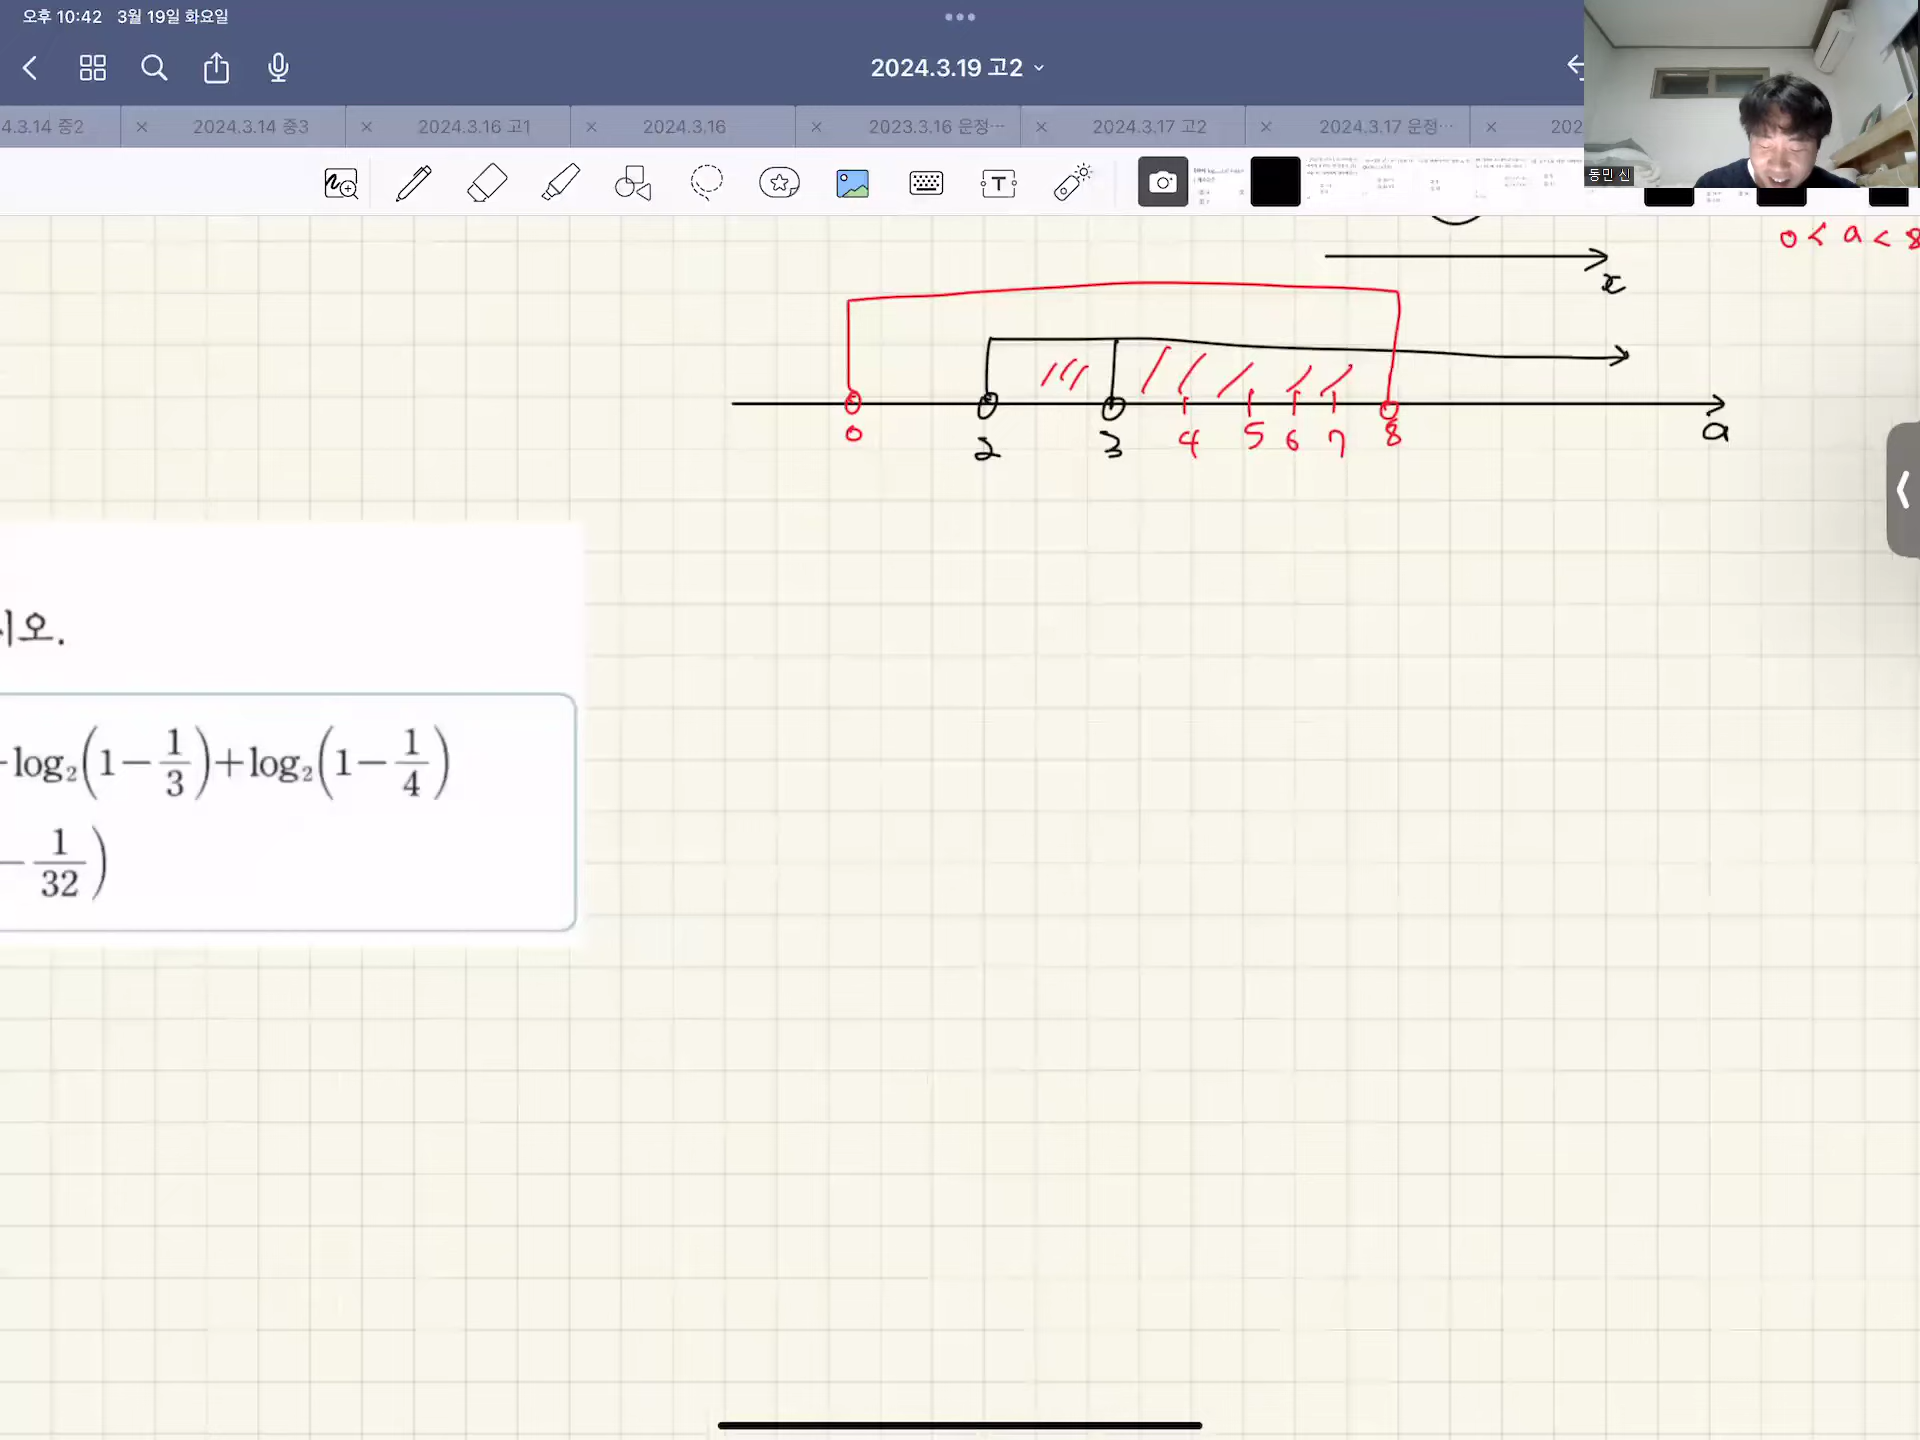 오후 10:42 3월 19일 화요일
2024.3.19 고2
4.3.14 중2
2024.3.14 중3
2024.3.16 고1
2024.3.16
2023.3.16 운정…
2024.3.17 고2
2024.3.17 운정…
202
동민 신
0 < a < 8
x
0 2 3 4 5 6 7 8 a
시오.
log₂(1−1/3)+log₂(1−1/4)
−1/32)